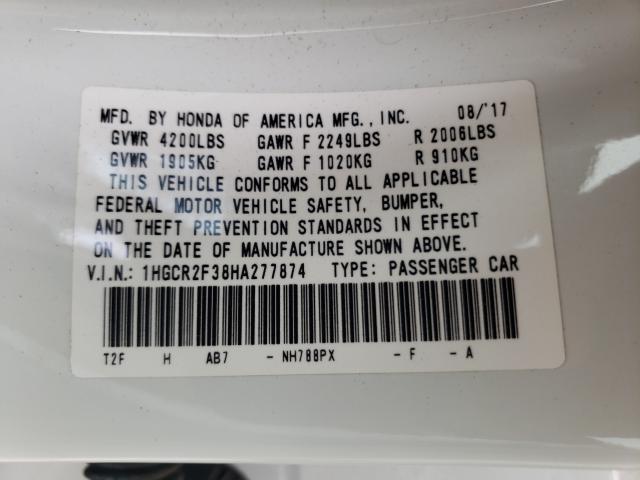 MFD. BY HONDA OF AMERICA MFG., INC. 08/'17
GVWR 4200LBS GAWR F 2249LBS R 2006LBS
GVWR 1905KG GAWR F 1020KG R 910KG
THIS VEHICLE CONFORMS TO ALL APPLICABLE
FEDERAL MOTOR VEHICLE SAFETY, BUMPER,
AND THEFT PREVENTION STANDARDS IN EFFECT
ON THE DATE OF MANUFACTURE SHOWN ABOVE.
V.I.N.: 1HGCR2F38HA277874 TYPE: PASSENGER CAR
T2F H AB7 - NH788PX - F - A